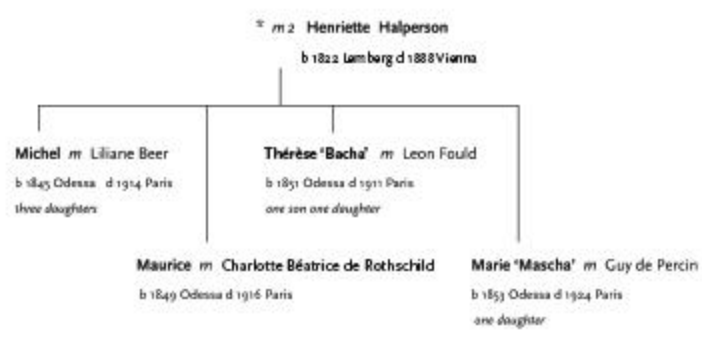 * m 2 Henriette Halperson
b 1822 Lemberg d 1888 Vienna
Michel m Liliane Beer
b 1845 Odessa d 1914 Paris
three daughters
Thérèse ‘Bacha’ m Leon Fould
b 1851 Odessa d 1911 Paris
one son one daughter
Maurice m Charlotte Béatrice de Rothschild
b 1849 Odessa d 1916 Paris
Marie ‘Mascha’ m Guy de Percin
b 1853 Odessa d 1924 Paris
one daughter